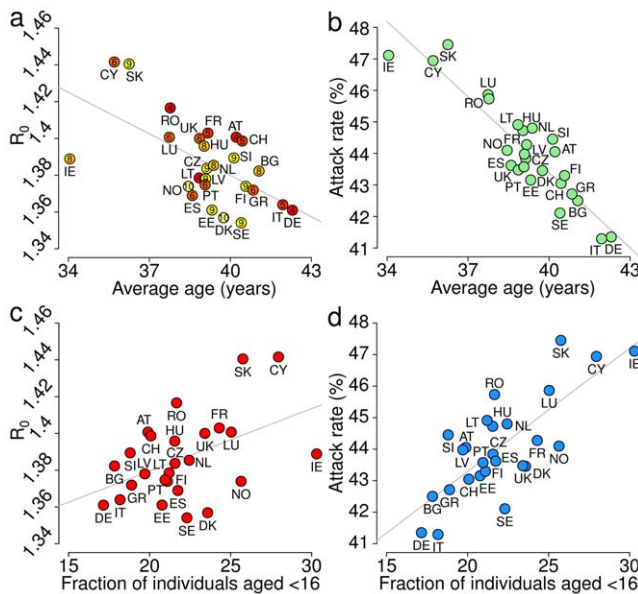 a
1.46
1.44
1.42
1.4
1.38
1.36
1.34
R0
6
CY
9
SK
IE
RO
UK
FR
AT
CH
LU
HU
CZ
NL
SI
BG
LT
LV
NO
PT
FI
GR
ES
EE
DK
SE
IT
DE
34 37 40 43
Average age (years)
b
48
47
46
45
44
43
42
41
Attack rate (%)
IE
CY
SK
LU
RO
LT
HU
NL
SI
NO
FR
LV
CZ
AT
ES
UK
PT
EE
DK
FI
CH
GR
BG
SE
IT
DE
34 37 40 43
Average age (years)
c
1.46
1.44
1.42
1.4
1.38
1.36
1.34
R0
SK
CY
RO
AT
CH
HU
FR
UK
LU
IE
SI
BG
LV
LT
CZ
NLS
GR
PT
FI
NO
DE
IT
EE
ES
SE
DK
15 20 25 30
Fraction of individuals aged <16
d
48
47
46
45
44
43
42
41
Attack rate (%)
SK
CY
IE
RO
LU
HU
LT
NL
SI
AT
LV
PT
CZ
FR
NO
FI
ES
UK
DK
CH
EE
BG
GR
SE
DE
IT
15 20 25 30
Fraction of individuals aged <16